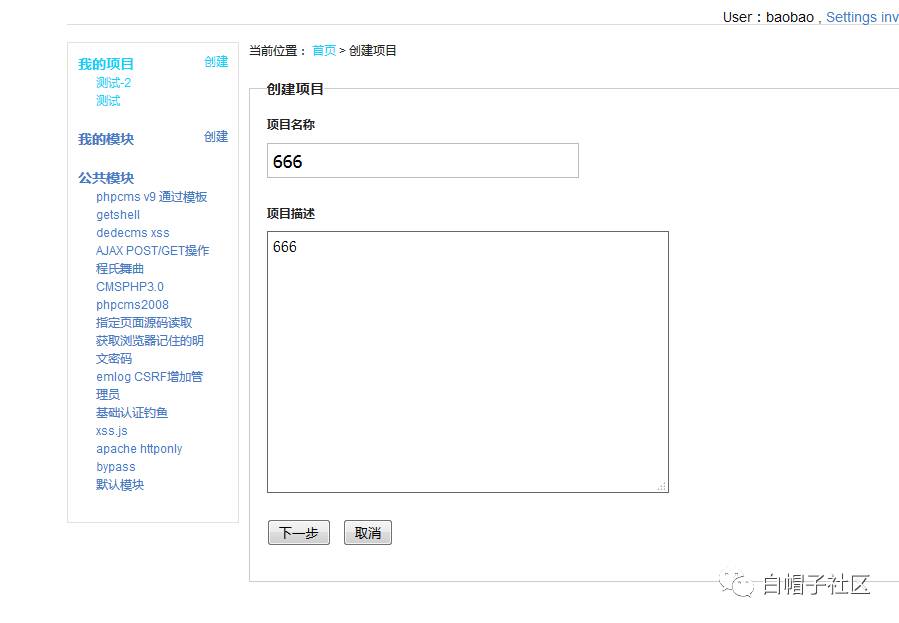 User：baobao , Settings inv
我的项目 创建
测试-2
测试
我的模块 创建
公共模块
phpcms v9 通过模板
getshell
dedecms xss
AJAX POST/GET操作
程氏舞曲
CMSPHP3.0
phpcms2008
指定页面源码读取
获取浏览器记住的明
文密码
emlog CSRF增加管
理员
基础认证钓鱼
xss.js
apache httponly
bypass
默认模块
当前位置： 首页 > 创建项目
创建项目
项目名称
666
项目描述
666
下一步 取消
白帽子社区